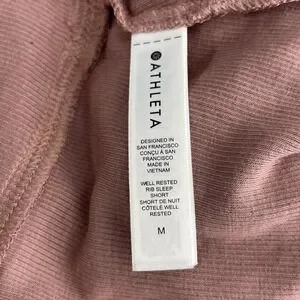 ATHLETA
DESIGNED IN
SAN FRANCISCO
CONÇU À SAN
FRANCISCO
MADE IN
VIETNAM
WELL RESTED
RIB SLEEP
SHORT
SHORT DE NUIT
CÔTELÉ WELL
RESTED
M